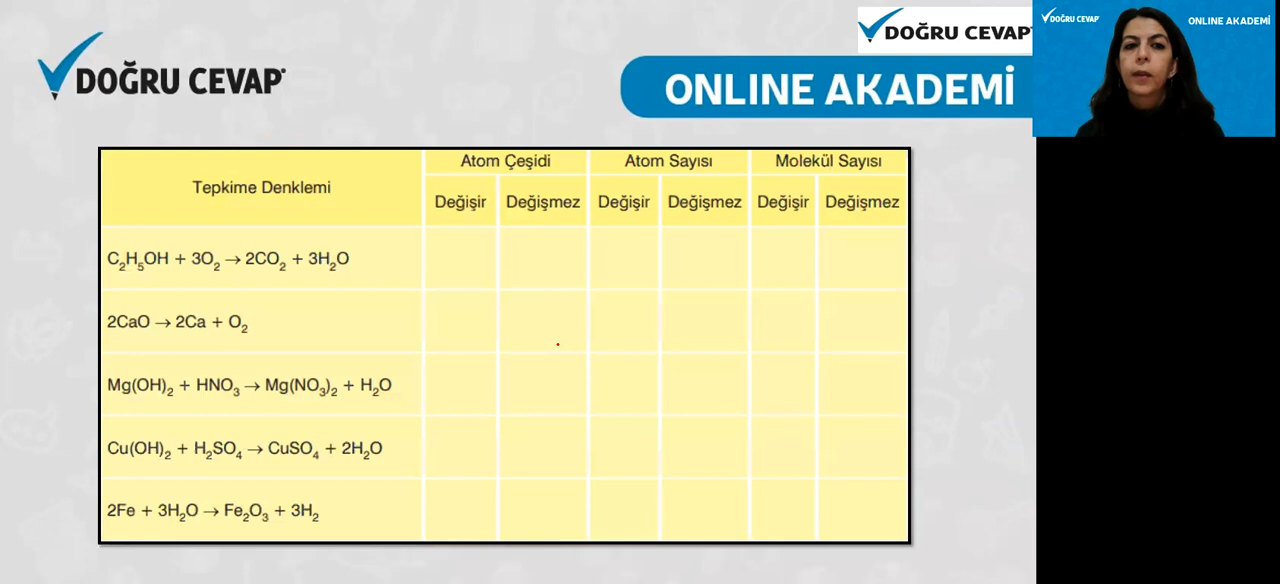 DOĞRU CEVAP
DOĞRU CEVAP
DOĞRU CEVAP
ONLINE AKADEMİ
ONLINE AKADEMİ
Tepkime Denklemi
Atom Çeşidi
Atom Sayısı
Molekül Sayısı
Değişir
Değişmez
Değişir
Değişmez
Değişir
Değişmez
C₂H₅OH + 3O₂ → 2CO₂ + 3H₂O
2CaO → 2Ca + O₂
Mg(OH)₂ + HNO₃ → Mg(NO₃)₂ + H₂O
Cu(OH)₂ + H₂SO₄ → CuSO₄ + 2H₂O
2Fe + 3H₂O → Fe₂O₃ + 3H₂